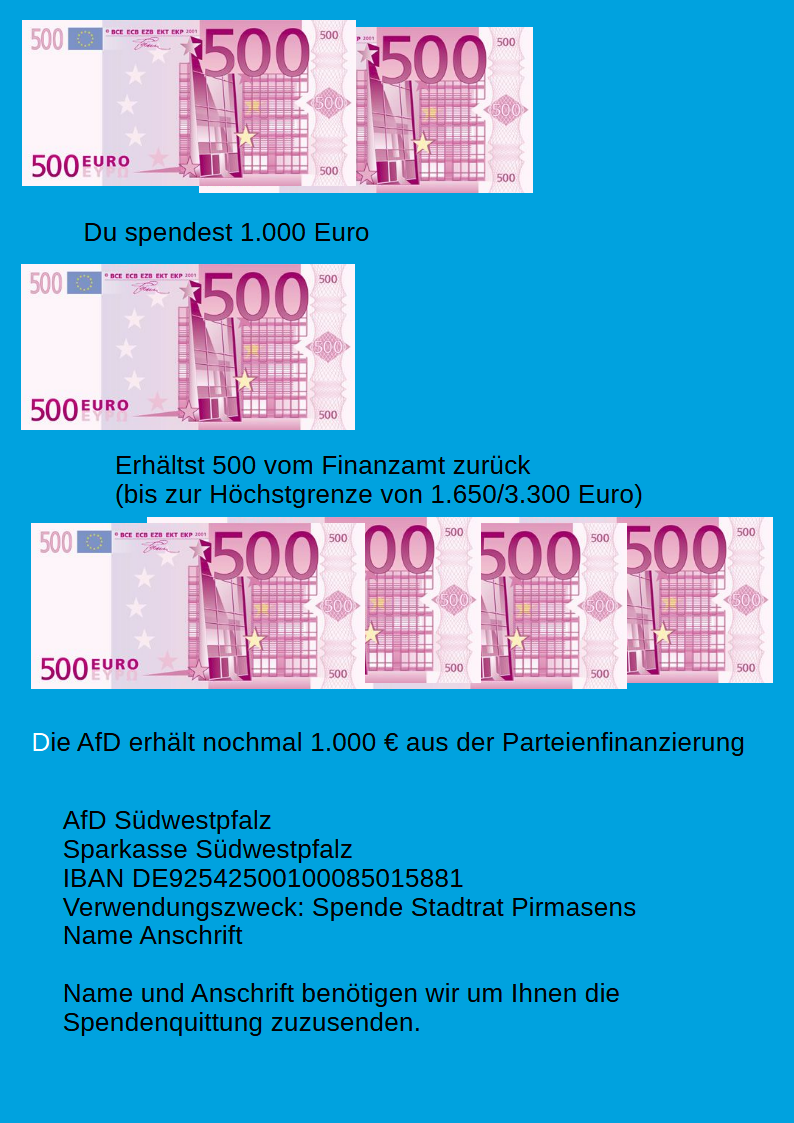 500 © BCE ECB EZB EKT EKP 2001 500 500 500 500
500
500 EURO 500 500
ΕΥΡΩ
Du spendest 1.000 Euro
500 © BCE ECB EZB EKT EKP 2001 500 500
500
500 EURO 500
ΕΥΡΩ
Erhältst 500 vom Finanzamt zurück
(bis zur Höchstgrenze von 1.650/3.300 Euro)
500 © BCE ECB EZB EKT EKP 2001 500 500 00 500 500 500 500 500
500 500 500 500
500 EURO 500 500 500 500
ΕΥΡΩ
Die AfD erhält nochmal 1.000 € aus der Parteienfinanzierung
AfD Südwestpfalz
Sparkasse Südwestpfalz
IBAN DE92542500100085015881
Verwendungszweck: Spende Stadtrat Pirmasens
Name Anschrift
Name und Anschrift benötigen wir um Ihnen die
Spendenquittung zuzusenden.